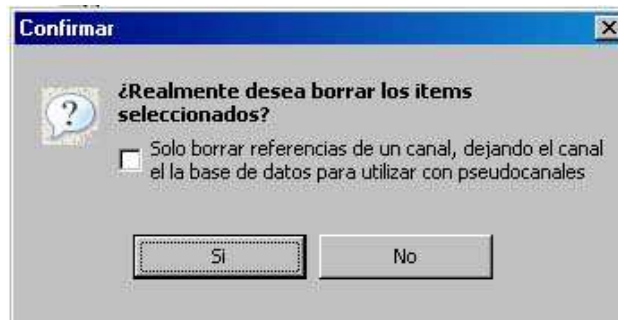 Confirmar
¿Realmente desea borrar los items
seleccionados?
Solo borrar referencias de un canal, dejando el canal
el la base de datos para utilizar con pseudocanales
Si
No